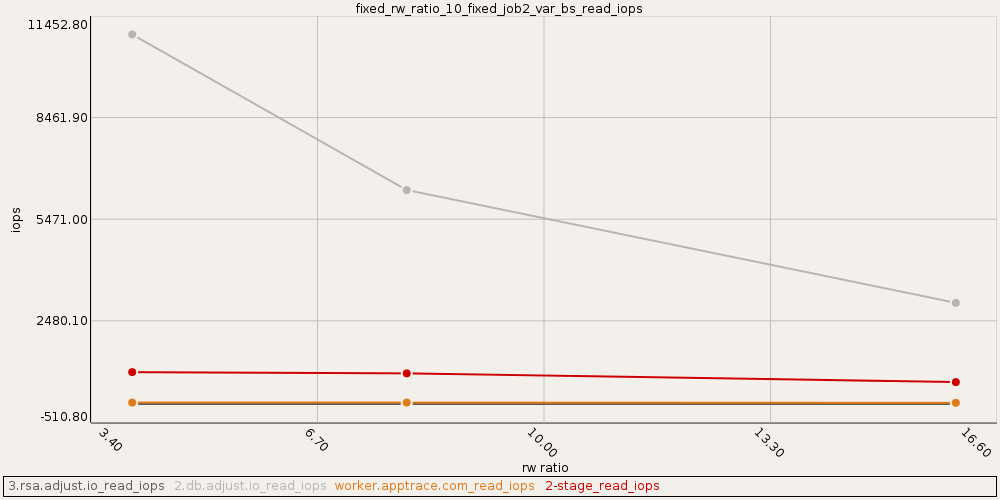 fixed_rw_ratio_10_fixed_job2_var_bs_read_iops
11452.80
8461.90
5471.00
2480.10
-510.80
iops
3.40 6.70 10.00 13.30 16.60
rw ratio
3.rsa.adjust.io_read_iops 2.db.adjust.io_read_iops worker.apptrace.com_read_iops 2-stage_read_iops